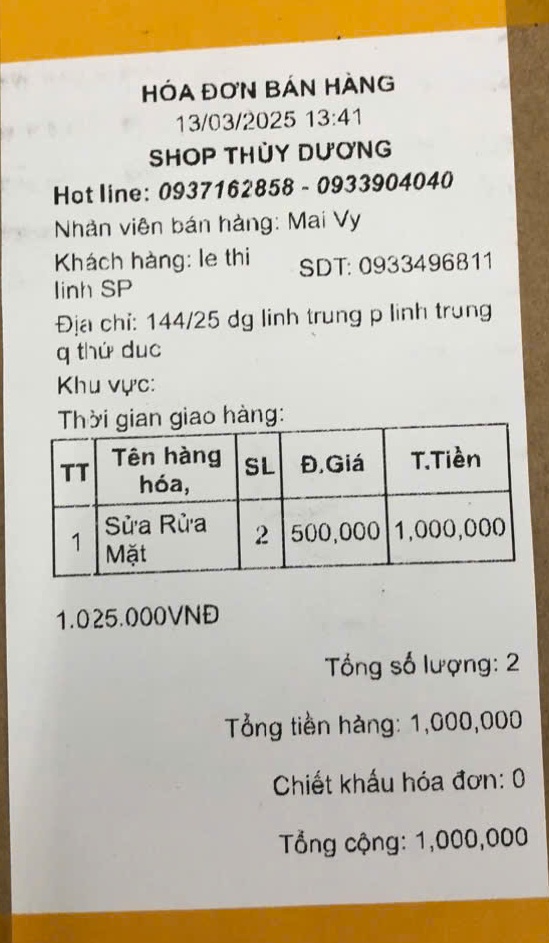 HÓA ĐƠN BÁN HÀNG
13/03/2025 13:41
SHOP THÙY DƯƠNG
Hot line: 0937162858 - 0933904040
Nhân viên bán hàng: Mai Vy
Khách hàng: le thi linh SP
SDT: 0933496811
Địa chỉ: 144/25 dg linh trung p linh trung
q thứ duc
Khu vực:
Thời gian giao hàng:
TT Tên hàng hóa, SL Đ.Giá T.Tiền
1 Sửa Rửa Mặt 2 500,000 1,000,000
1.025.000VNĐ
Tổng số lượng: 2
Tổng tiền hàng: 1,000,000
Chiết khấu hóa đơn: 0
Tổng cộng: 1,000,000